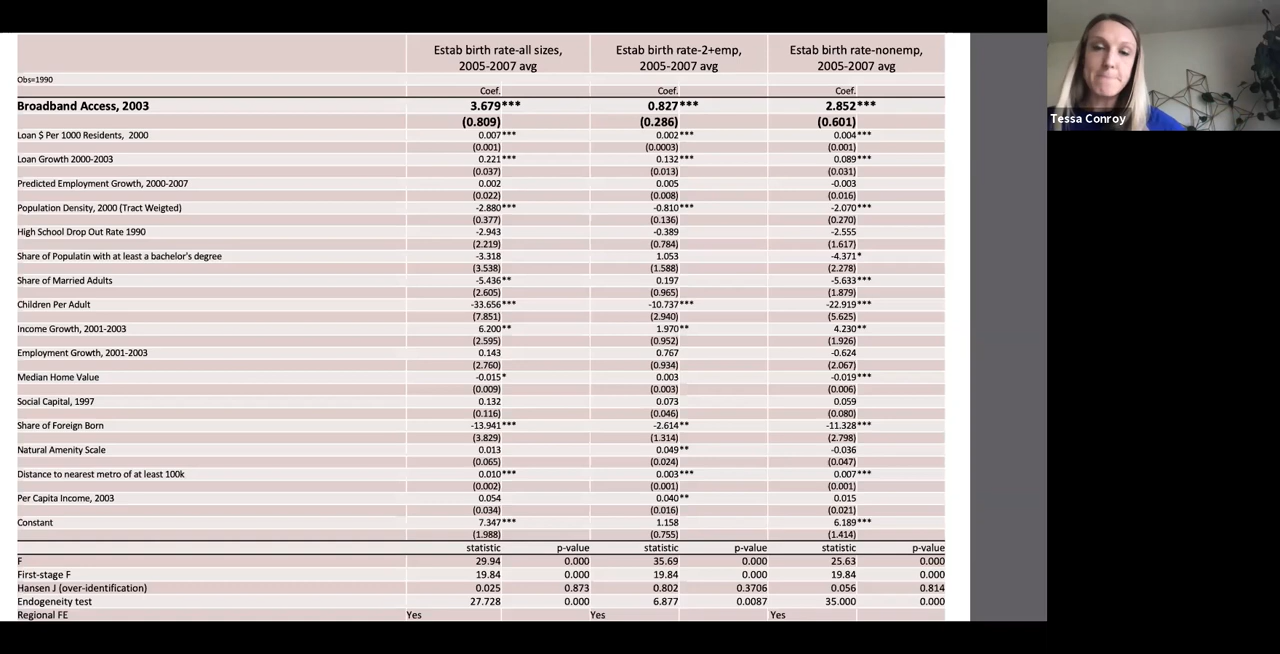 Estab birth rate-all sizes, 2005-2007 avg Estab birth rate-2+emp, 2005-2007 avg Estab birth rate-nonemp, 2005-2007 avg
Obs=1990
Coef. Coef. Coef.
Broadband Access, 2003 3.679*** 0.827*** 2.852***
(0.809) (0.286) (0.601)
Loan $ Per 1000 Residents, 2000 0.007*** 0.002*** 0.004***
(0.001) (0.0003) (0.001)
Loan Growth 2000-2003 0.221*** 0.132*** 0.089***
(0.037) (0.013) (0.031)
Predicted Employment Growth, 2000-2007 0.002 0.005 -0.003
(0.022) (0.008) (0.016)
Population Density, 2000 (Tract Weigted) -2.880*** -0.810*** -2.070***
(0.377) (0.136) (0.270)
High School Drop Out Rate 1990 -2.943 -0.389 -2.555
(2.219) (0.784) (1.617)
Share of Populatin with at least a bachelor's degree -3.318 1.053 -4.371*
(3.538) (1.588) (2.278)
Share of Married Adults -5.436** 0.197 -5.633***
(2.605) (0.965) (1.879)
Children Per Adult -33.656*** -10.737*** -22.919***
(7.851) (2.940) (5.625)
Income Growth, 2001-2003 6.200** 1.970** 4.230**
(2.595) (0.952) (1.926)
Employment Growth, 2001-2003 0.143 0.767 -0.624
(2.760) (0.934) (2.067)
Median Home Value -0.015* 0.003 -0.019***
(0.009) (0.003) (0.006)
Social Capital, 1997 0.132 0.073 0.059
(0.116) (0.046) (0.080)
Share of Foreign Born -13.941*** -2.614** -11.328***
(3.829) (1.314) (2.798)
Natural Amenity Scale 0.013 0.049** -0.036
(0.065) (0.024) (0.047)
Distance to nearest metro of at least 100k 0.010*** 0.003*** 0.007***
(0.002) (0.001) (0.001)
Per Capita Income, 2003 0.054 0.040** 0.015
(0.034) (0.016) (0.021)
Constant 7.347*** 1.158 6.189***
(1.988) (0.755) (1.414)
statistic p-value statistic p-value statistic p-value
F 29.94 0.000 35.69 0.000 25.63 0.000
First-stage F 19.84 0.000 19.84 0.000 19.84 0.000
Hansen J (over-identification) 0.025 0.873 0.802 0.3706 0.056 0.814
Endogeneity test 27.728 0.000 6.877 0.0087 35.000 0.000
Regional FE Yes Yes Yes
Tessa Conroy